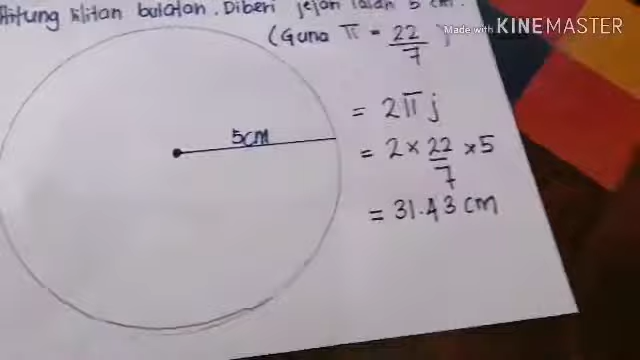 Hitung lilitan bulatan. Diberi jejari ialah 5 cm.
(Guna π = 22/7)
Made with KINEMASTER
= 2πj
5cm
= 2 × 22/7 × 5
= 31.43 cm